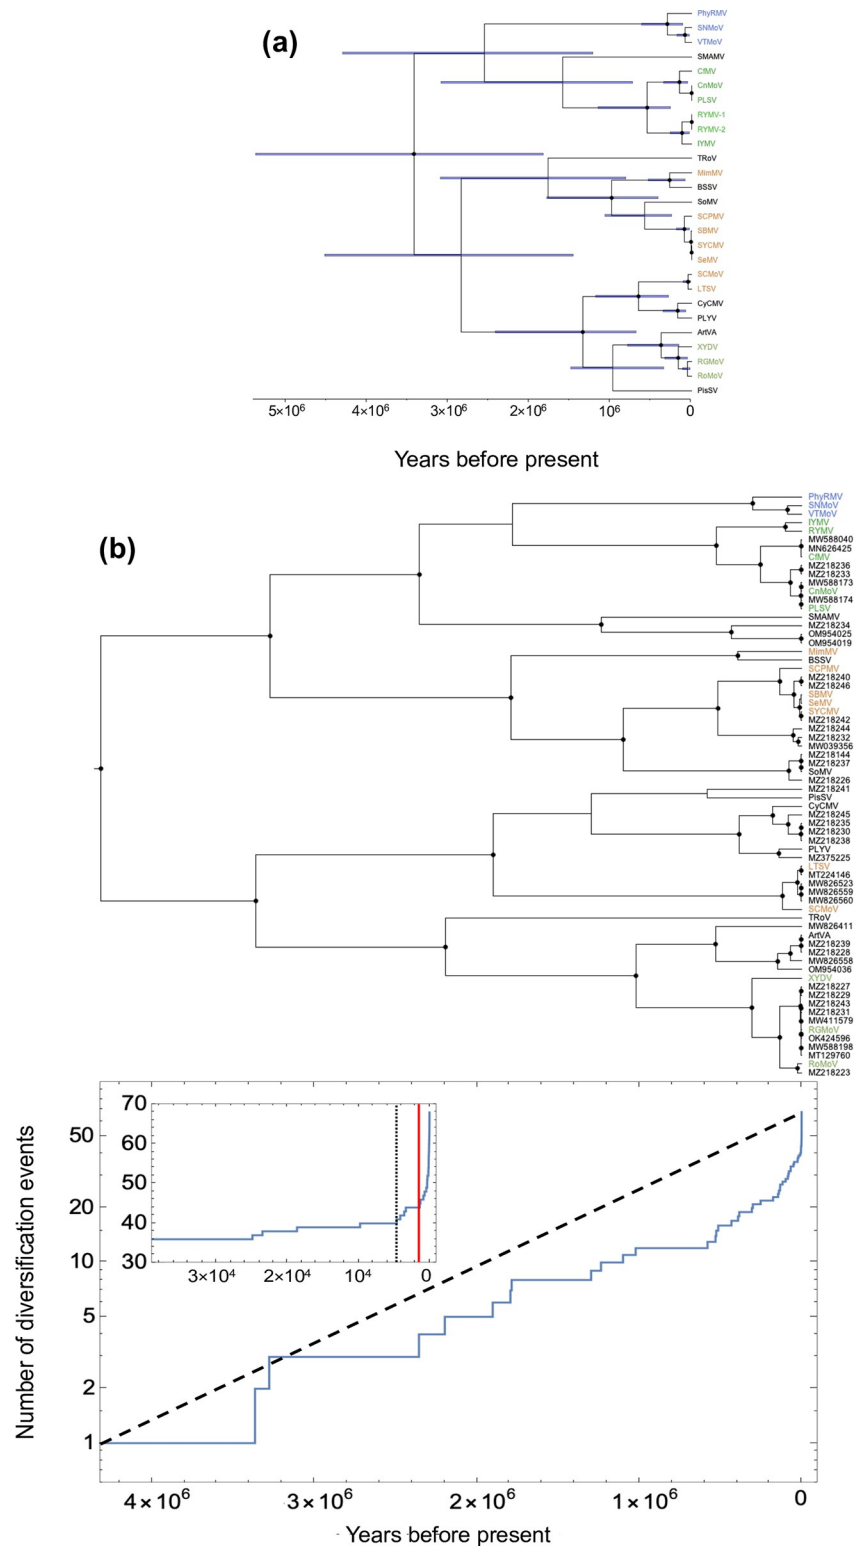 (a)
PhyRMV
SNMoV
VTMoV
SMAMV
CfMV
CnMoV
PLSV
RYMV-1
RYMV-2
IYMV
TRoV
MimMV
BSSV
SoMV
SCPMV
SBMV
SYCMV
SeMV
SCMoV
LTSV
CyCMV
PLYV
ArtVA
XYDV
RGMoV
RoMoV
PisSV
5×10⁶ 4×10⁶ 3×10⁶ 2×10⁶ 10⁶ 0
Years before present
(b)
PhyRMV
SNMoV
VTMoV
IYMV
RYMV
MW588040
MN626425
CfMV
MZ218236
MZ218233
MW588173
CnMoV
MW588174
PLSV
SMAMV
MZ218234
OM954025
OM954019
MimMV
BSSV
SCPMV
MZ218240
MZ218246
SBMV
SeMV
SYCMV
MZ218242
MZ218244
MZ218232
MW039356
MZ218144
MZ218237
SoMV
MZ218226
MZ218241
PisSV
CyCMV
MZ218245
MZ218235
MZ218230
MZ218238
PLYV
MZ375225
LTSV
MT224146
MW826523
MW826559
MW826560
SCMoV
TRoV
MW826411
ArtVA
MZ218239
MZ218228
MW826558
OM954036
XYDV
MZ218227
MZ218229
MZ218243
MZ218231
MW411579
RGMoV
OK424596
MW588198
MT129760
RoMoV
MZ218223
Number of diversification events
50
20
10
5
2
1
70
60
50
40
30
3×10⁴ 2×10⁴ 10⁴ 0
4×10⁶ 3×10⁶ 2×10⁶ 1×10⁶ 0
Years before present